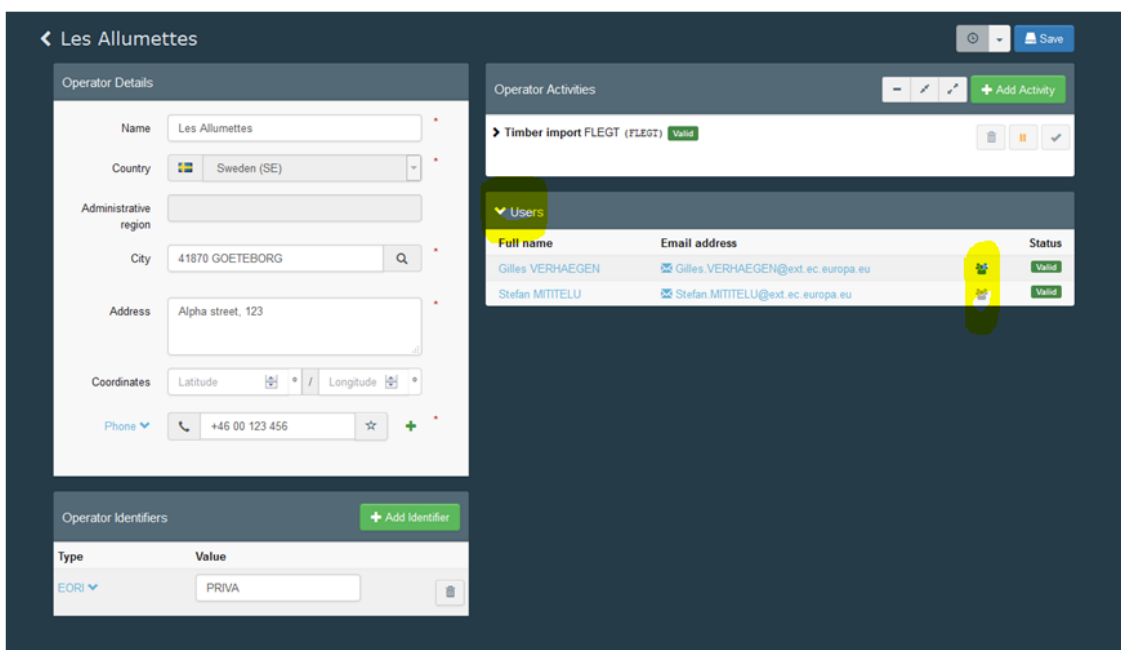 Les Allumettes
Save
Operator Details
Name Les Allumettes *
Country Sweden (SE) *
Administrative
region
City 41870 GOETEBORG *
Address Alpha street, 123 *
Coordinates Latitude ° / Longitude °
Phone +46 00 123 456 *
Operator Identifiers Add Identifier
Type Value
EORI PRIVA
Operator Activities Add Activity
Timber import FLEGT (FLEGT) Valid
Users
Full name Email address Status
Gilles VERHAEGEN Gilles.VERHAEGEN@ext.ec.europa.eu Valid
Stefan MITITELU Stefan.MITITELU@ext.ec.europa.eu Valid